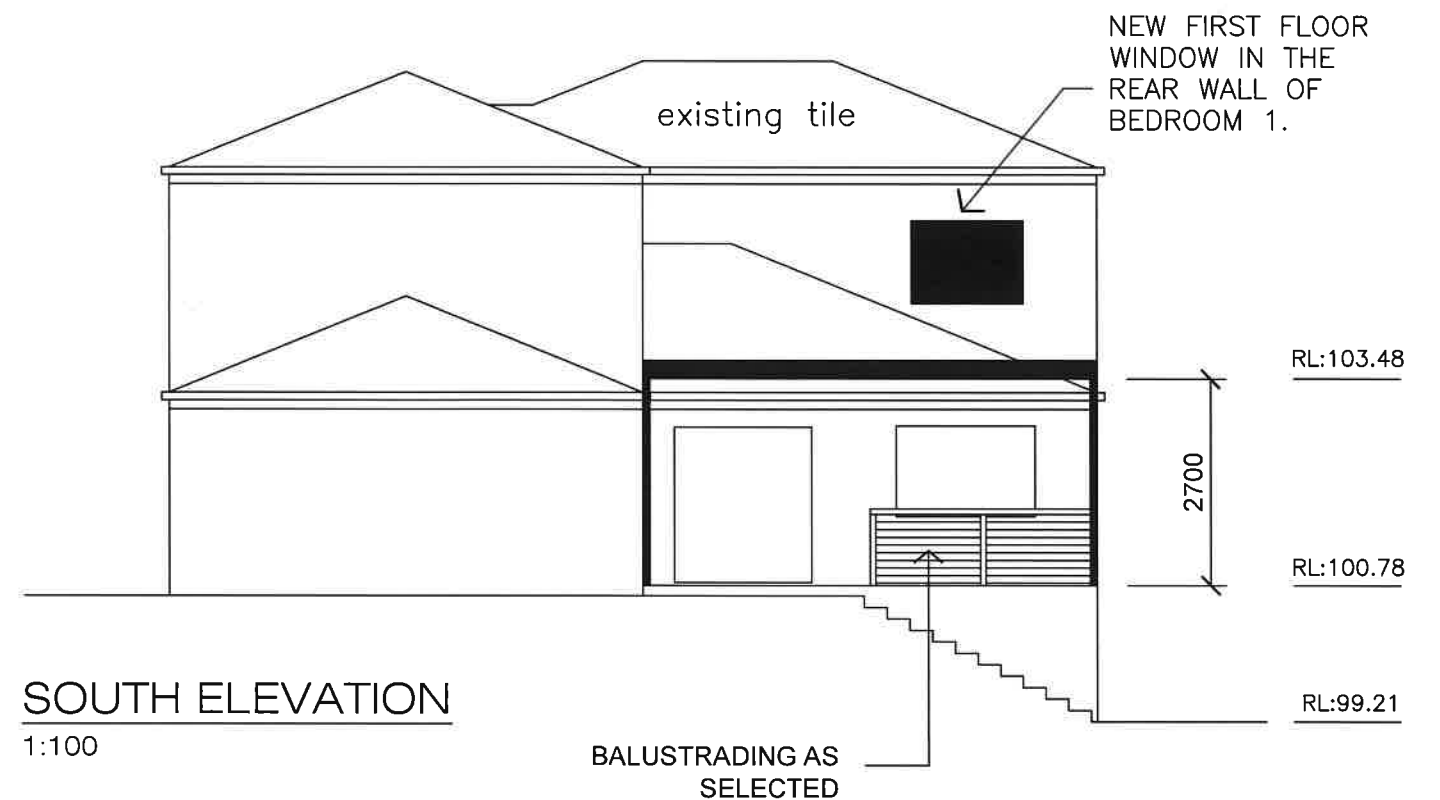 NEW FIRST FLOOR
WINDOW IN THE
REAR WALL OF
BEDROOM 1.
existing tile
RL:103.48
2700
RL:100.78
RL:99.21
SOUTH ELEVATION
1:100
BALUSTRADING AS
SELECTED